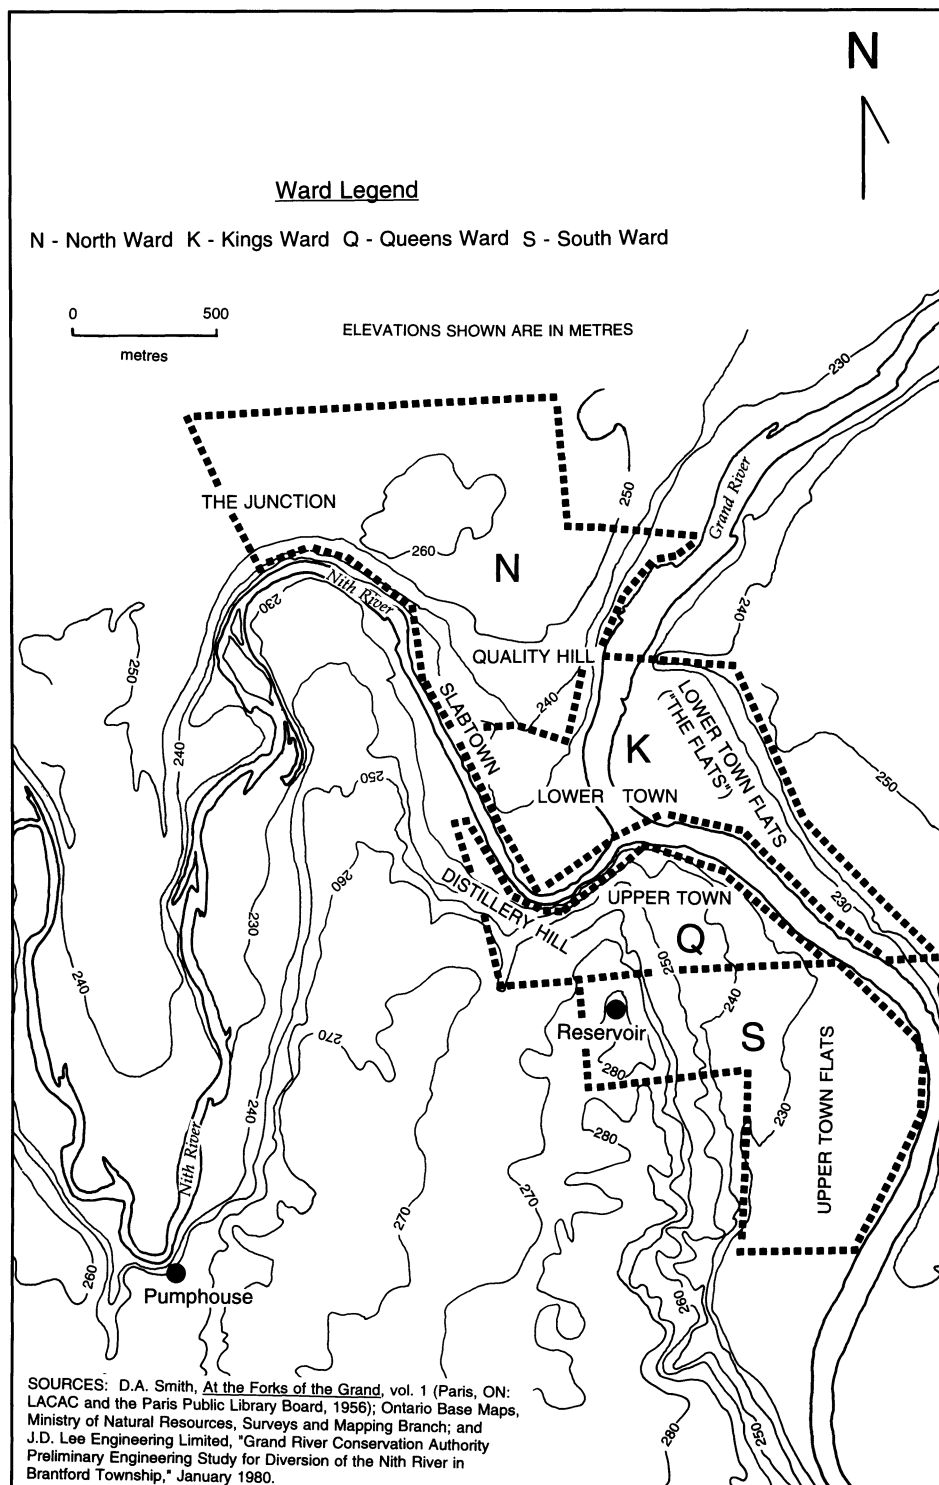 N
Ward Legend
N - North Ward K - Kings Ward Q - Queens Ward S - South Ward
0 500
metres
ELEVATIONS SHOWN ARE IN METRES
230
Grand River
THE JUNCTION
250
260
N
Nith River
230
240
250
QUALITY HILL
240
SLABTOWN
LOWER TOWN FLATS
("THE FLATS")
K
240
250
250
LOWER TOWN
260
DISTILLERY HILL
UPPER TOWN
230
230
Q
250
240
240
Reservoir
270
S
280
UPPER TOWN FLATS
230
240
280
Nith River
270
270
260
Pumphouse
260
280
250
SOURCES: D.A. Smith, At the Forks of the Grand, vol. 1 (Paris, ON:
LACAC and the Paris Public Library Board, 1956); Ontario Base Maps,
Ministry of Natural Resources, Surveys and Mapping Branch; and
J.D. Lee Engineering Limited, "Grand River Conservation Authority
Preliminary Engineering Study for Diversion of the Nith River in
Brantford Township," January 1980.